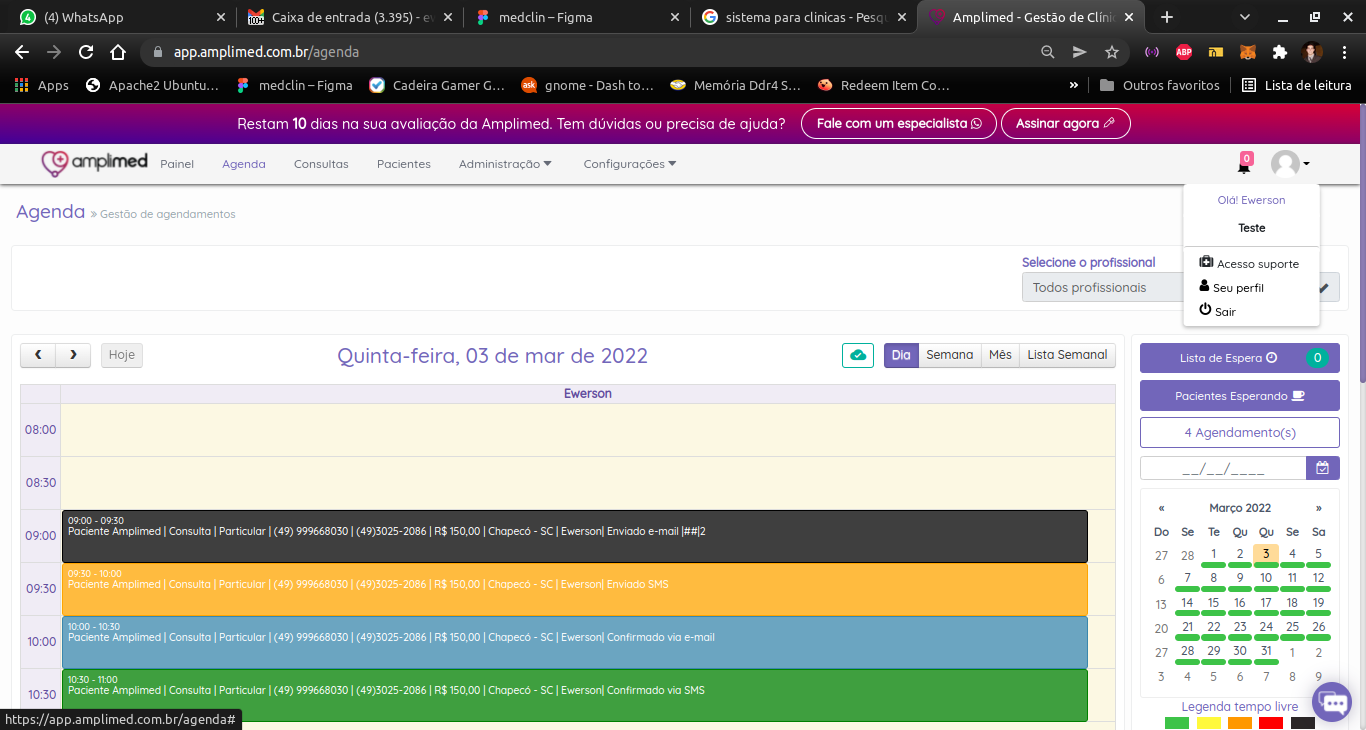 (4) WhatsApp
Caixa de entrada (3.395) - ew
medclin – Figma
sistema para clinicas - Pesqu
Amplimed - Gestão de Clínic
app.amplimed.com.br/agenda
Apps
Apache2 Ubuntu...
medclin – Figma
Cadeira Gamer G...
gnome - Dash to...
Memória Ddr4 S...
Redeem Item Co...
»
Outros favoritos
Lista de leitura
Restam 10 dias na sua avaliação da Amplimed. Tem dúvidas ou precisa de ajuda?
Fale com um especialista
Assinar agora
amplimed
Painel
Agenda
Consultas
Pacientes
Administração
Configurações
0
Olá! Ewerson
Teste
Acesso suporte
Seu perfil
Sair
Agenda » Gestão de agendamentos
Selecione o profissional
Todos profissionais
Hoje
Quinta-feira, 03 de mar de 2022
Dia
Semana
Mês
Lista Semanal
Ewerson
08:00
08:30
09:00
09:00 - 09:30
Paciente Amplimed | Consulta | Particular | (49) 999668030 | (49)3025-2086 | R$ 150,00 | Chapecó - SC | Ewerson| Enviado e-mail |##|2
09:30
09:30 - 10:00
Paciente Amplimed | Consulta | Particular | (49) 999668030 | (49)3025-2086 | R$ 150,00 | Chapecó - SC | Ewerson| Enviado SMS
10:00
10:00 - 10:30
Paciente Amplimed | Consulta | Particular | (49) 999668030 | (49)3025-2086 | R$ 150,00 | Chapecó - SC | Ewerson| Confirmado via e-mail
10:30
10:30 - 11:00
Paciente Amplimed | Consulta | Particular | (49) 999668030 | (49)3025-2086 | R$ 150,00 | Chapecó - SC | Ewerson| Confirmado via SMS
Lista de Espera 0
Pacientes Esperando
4 Agendamento(s)
__/__/____
« Março 2022 »
Do Se Te Qu Qu Se Sa
27 28 1 2 3 4 5
6 7 8 9 10 11 12
13 14 15 16 17 18 19
20 21 22 23 24 25 26
27 28 29 30 31 1 2
3 4 5 6 7 8 9
Legenda tempo livre
https://app.amplimed.com.br/agenda#